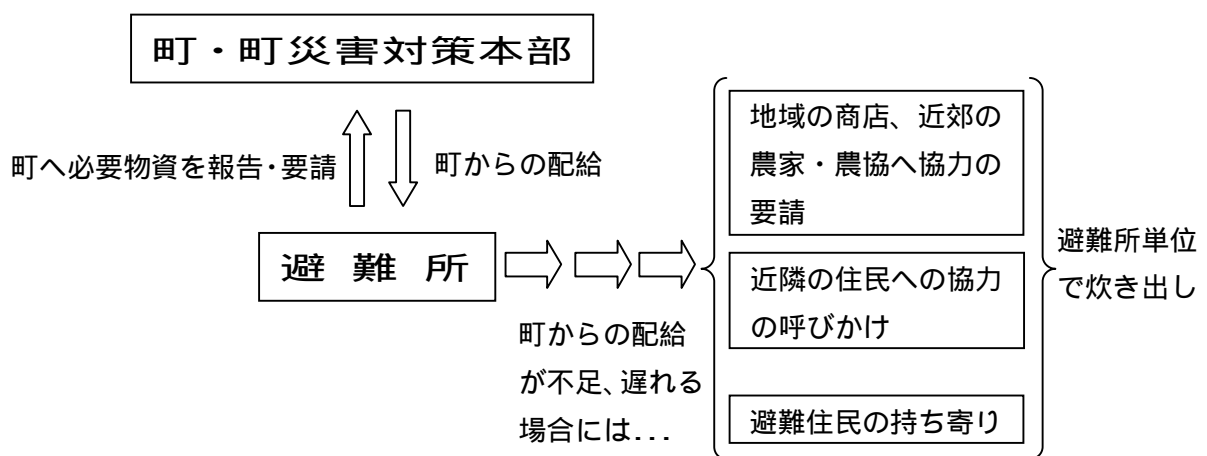 町・町災害対策本部
町へ必要物資を報告・要請
町からの配給
避 難 所
町からの配給
が不足、遅れる
場合には...
地域の商店、近郊の
農家・農協へ協力の
要請
近隣の住民への協力
の呼びかけ
避難住民の持ち寄り
避難所単位
で炊き出し